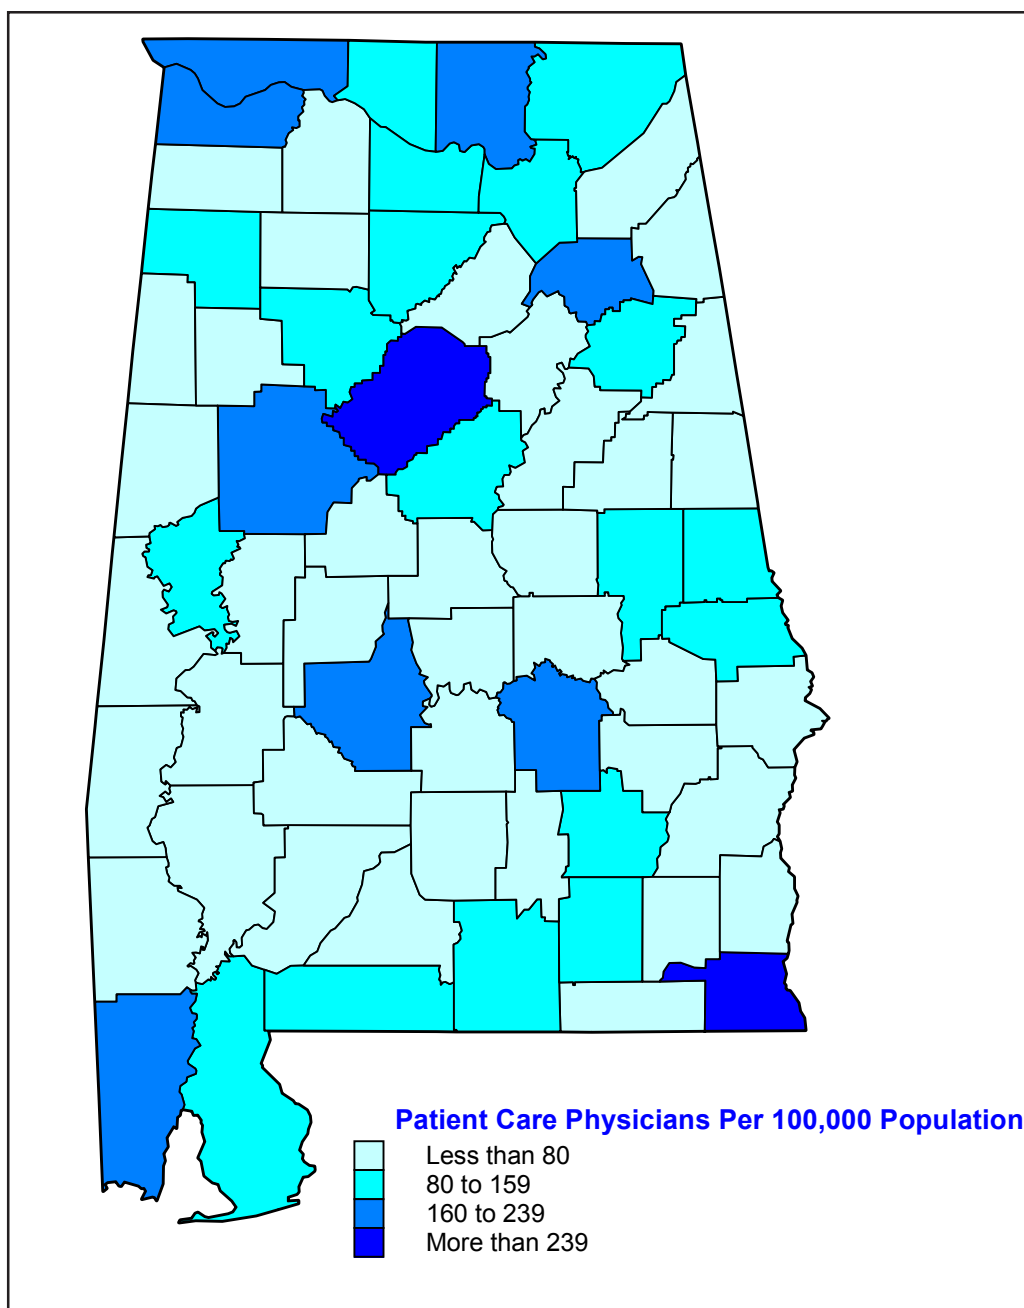 Patient Care Physicians Per 100,000 Population
Less than 80
80 to 159
160 to 239
More than 239